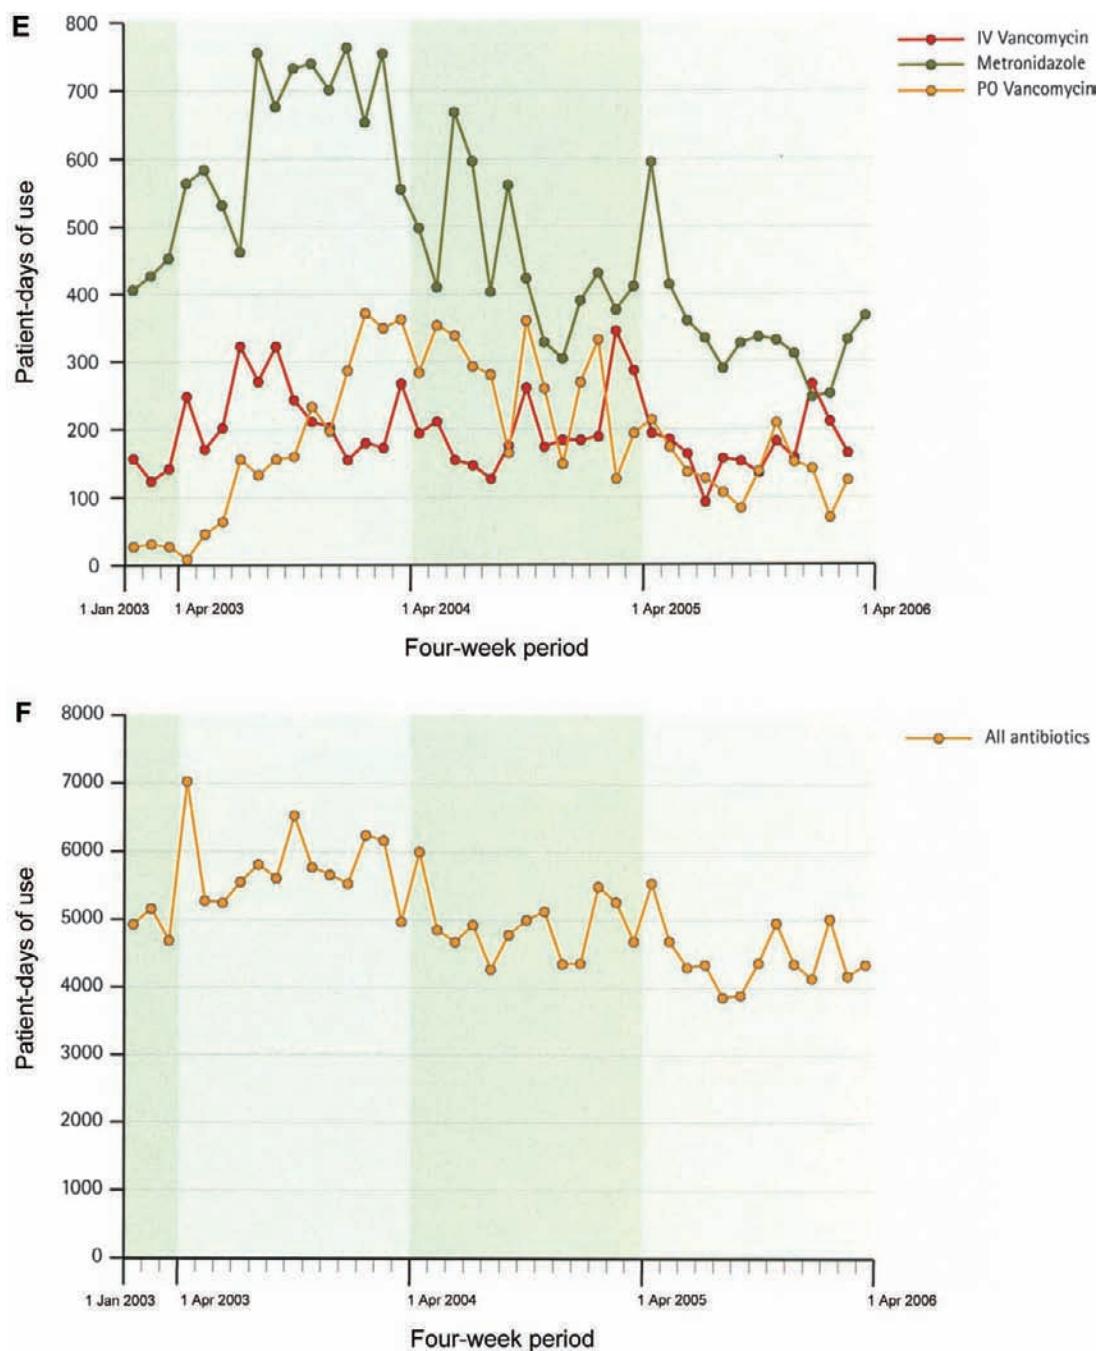 E
800
700
600
500
400
300
200
100
0
Patient-days of use
1 Jan 2003 1 Apr 2003 1 Apr 2004 1 Apr 2005 1 Apr 2006
Four-week period
IV Vancomycin
Metronidazole
PO Vancomycin
F
8000
7000
6000
5000
4000
3000
2000
1000
0
Patient-days of use
1 Jan 2003 1 Apr 2003 1 Apr 2004 1 Apr 2005 1 Apr 2006
Four-week period
All antibiotics